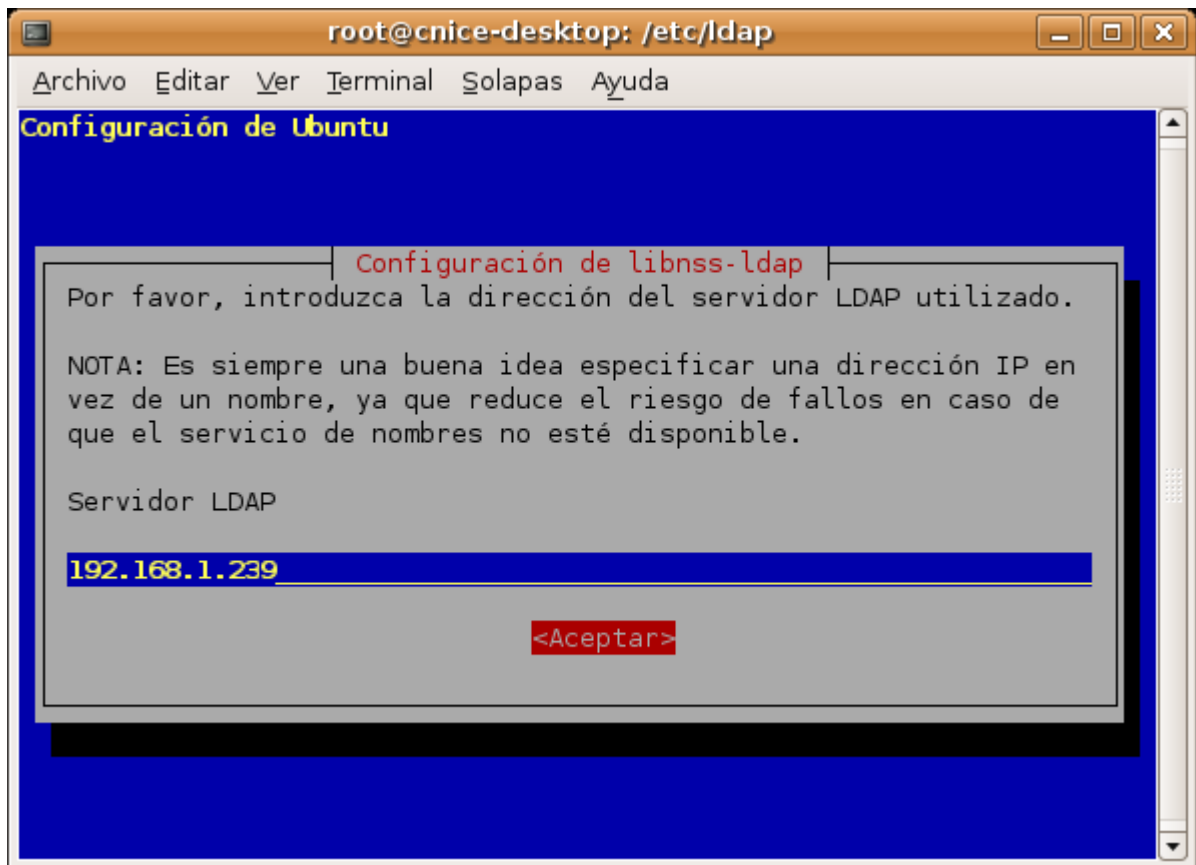 root@cnice-desktop: /etc/ldap
Archivo Editar Ver Terminal Solapas Ayuda
Configuración de Ubuntu
Configuración de libnss-ldap
Por favor, introduzca la dirección del servidor LDAP utilizado.
NOTA: Es siempre una buena idea especificar una dirección IP en
vez de un nombre, ya que reduce el riesgo de fallos en caso de
que el servicio de nombres no esté disponible.
Servidor LDAP
192.168.1.239
<Aceptar>